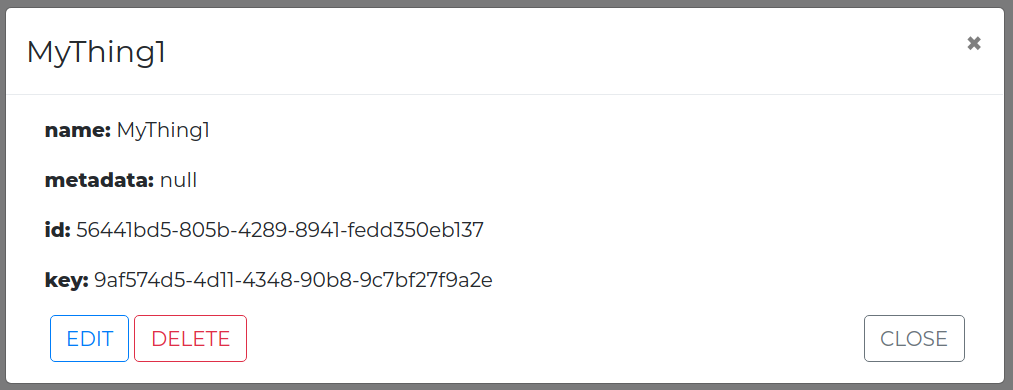 MyThing1
✖
name: MyThing1
metadata: null
id: 56441bd5-805b-4289-8941-fedd350eb137
key: 9af574d5-4d11-4348-90b8-9c7bf27f9a2e
EDIT DELETE CLOSE